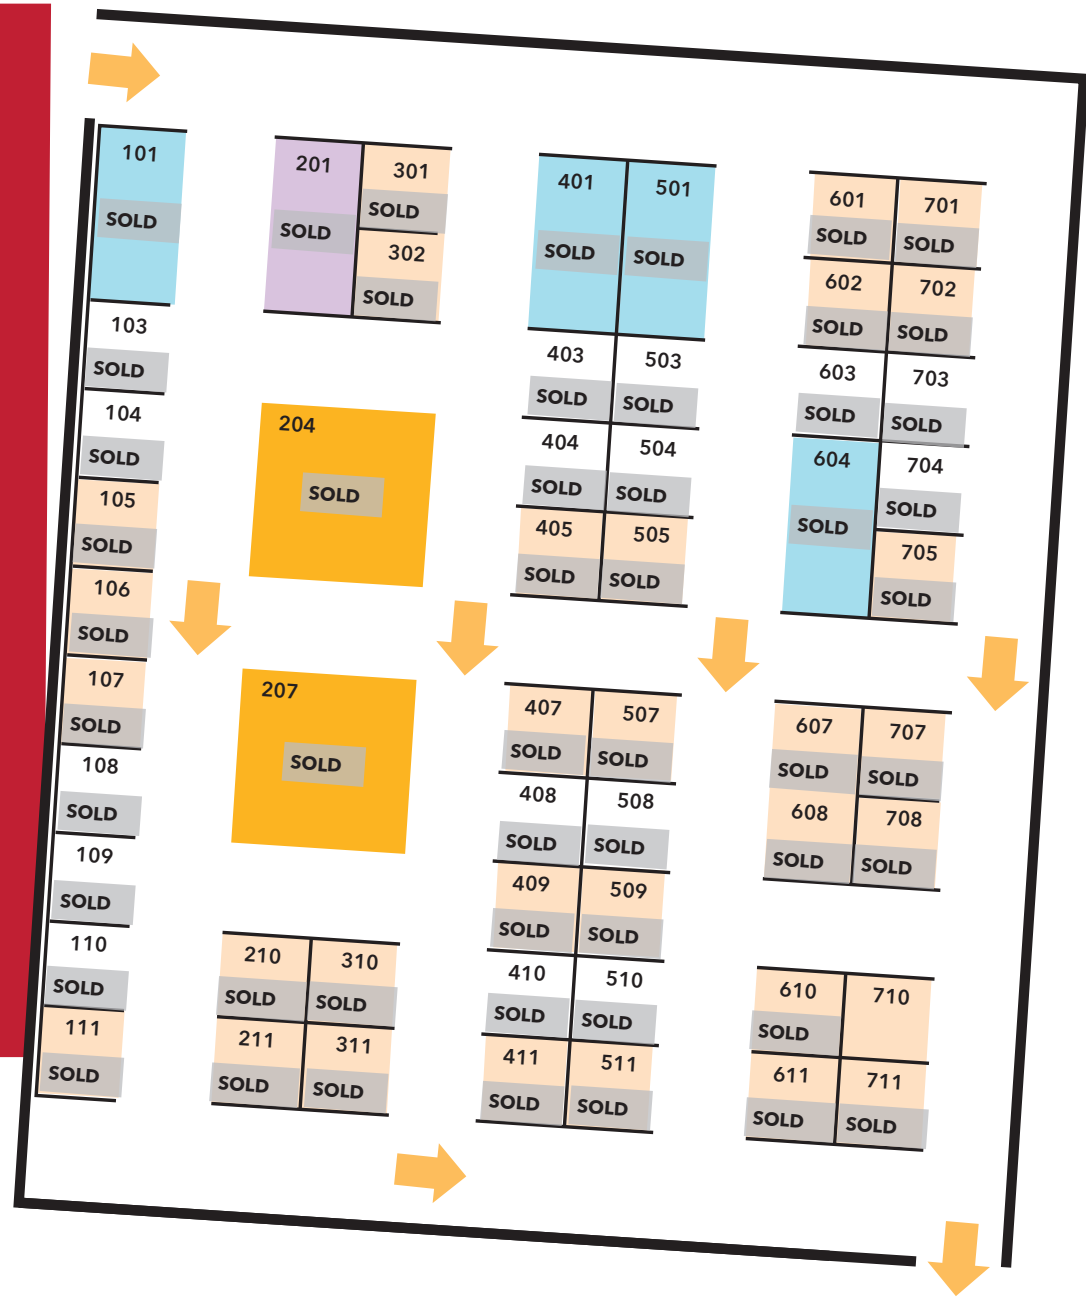 101
SOLD
103
SOLD
104
SOLD
105
SOLD
106
SOLD
107
SOLD
108
SOLD
109
SOLD
110
SOLD
111
SOLD
201
SOLD
301
SOLD
302
SOLD
204
SOLD
207
SOLD
210
SOLD
310
SOLD
211
SOLD
311
SOLD
401
SOLD
501
SOLD
403
SOLD
503
SOLD
404
SOLD
504
SOLD
405
SOLD
505
SOLD
407
SOLD
507
SOLD
408
SOLD
508
SOLD
409
SOLD
509
SOLD
410
SOLD
510
SOLD
411
SOLD
511
SOLD
601
SOLD
701
SOLD
602
SOLD
702
SOLD
603
SOLD
703
SOLD
604
SOLD
704
SOLD
705
SOLD
607
SOLD
707
SOLD
608
SOLD
708
SOLD
610
SOLD
710
611
SOLD
711
SOLD